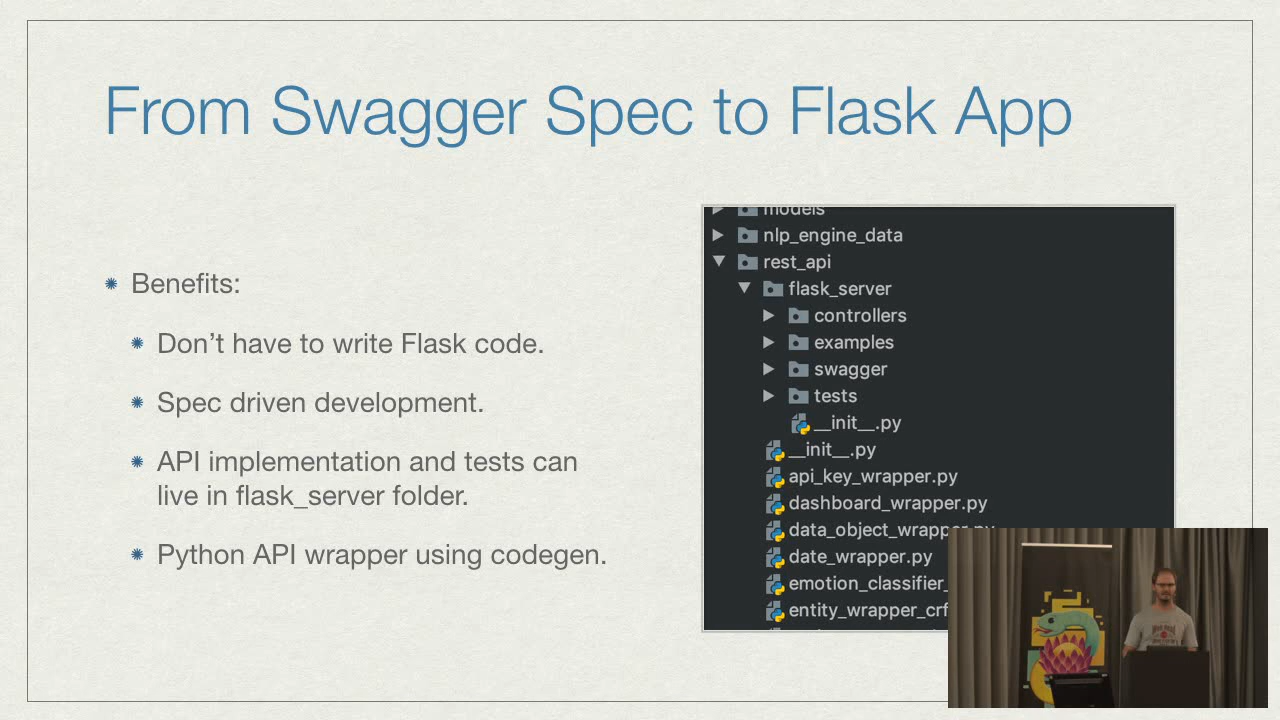 From Swagger Spec to Flask App
Benefits:
Don’t have to write Flask code.
Spec driven development.
API implementation and tests can
live in flask_server folder.
Python API wrapper using codegen.
models
nlp_engine_data
rest_api
flask_server
controllers
examples
swagger
tests
__init__.py
__init__.py
api_key_wrapper.py
dashboard_wrapper.py
data_object_wrapper.py
date_wrapper.py
emotion_classifier_
entity_wrapper_crf